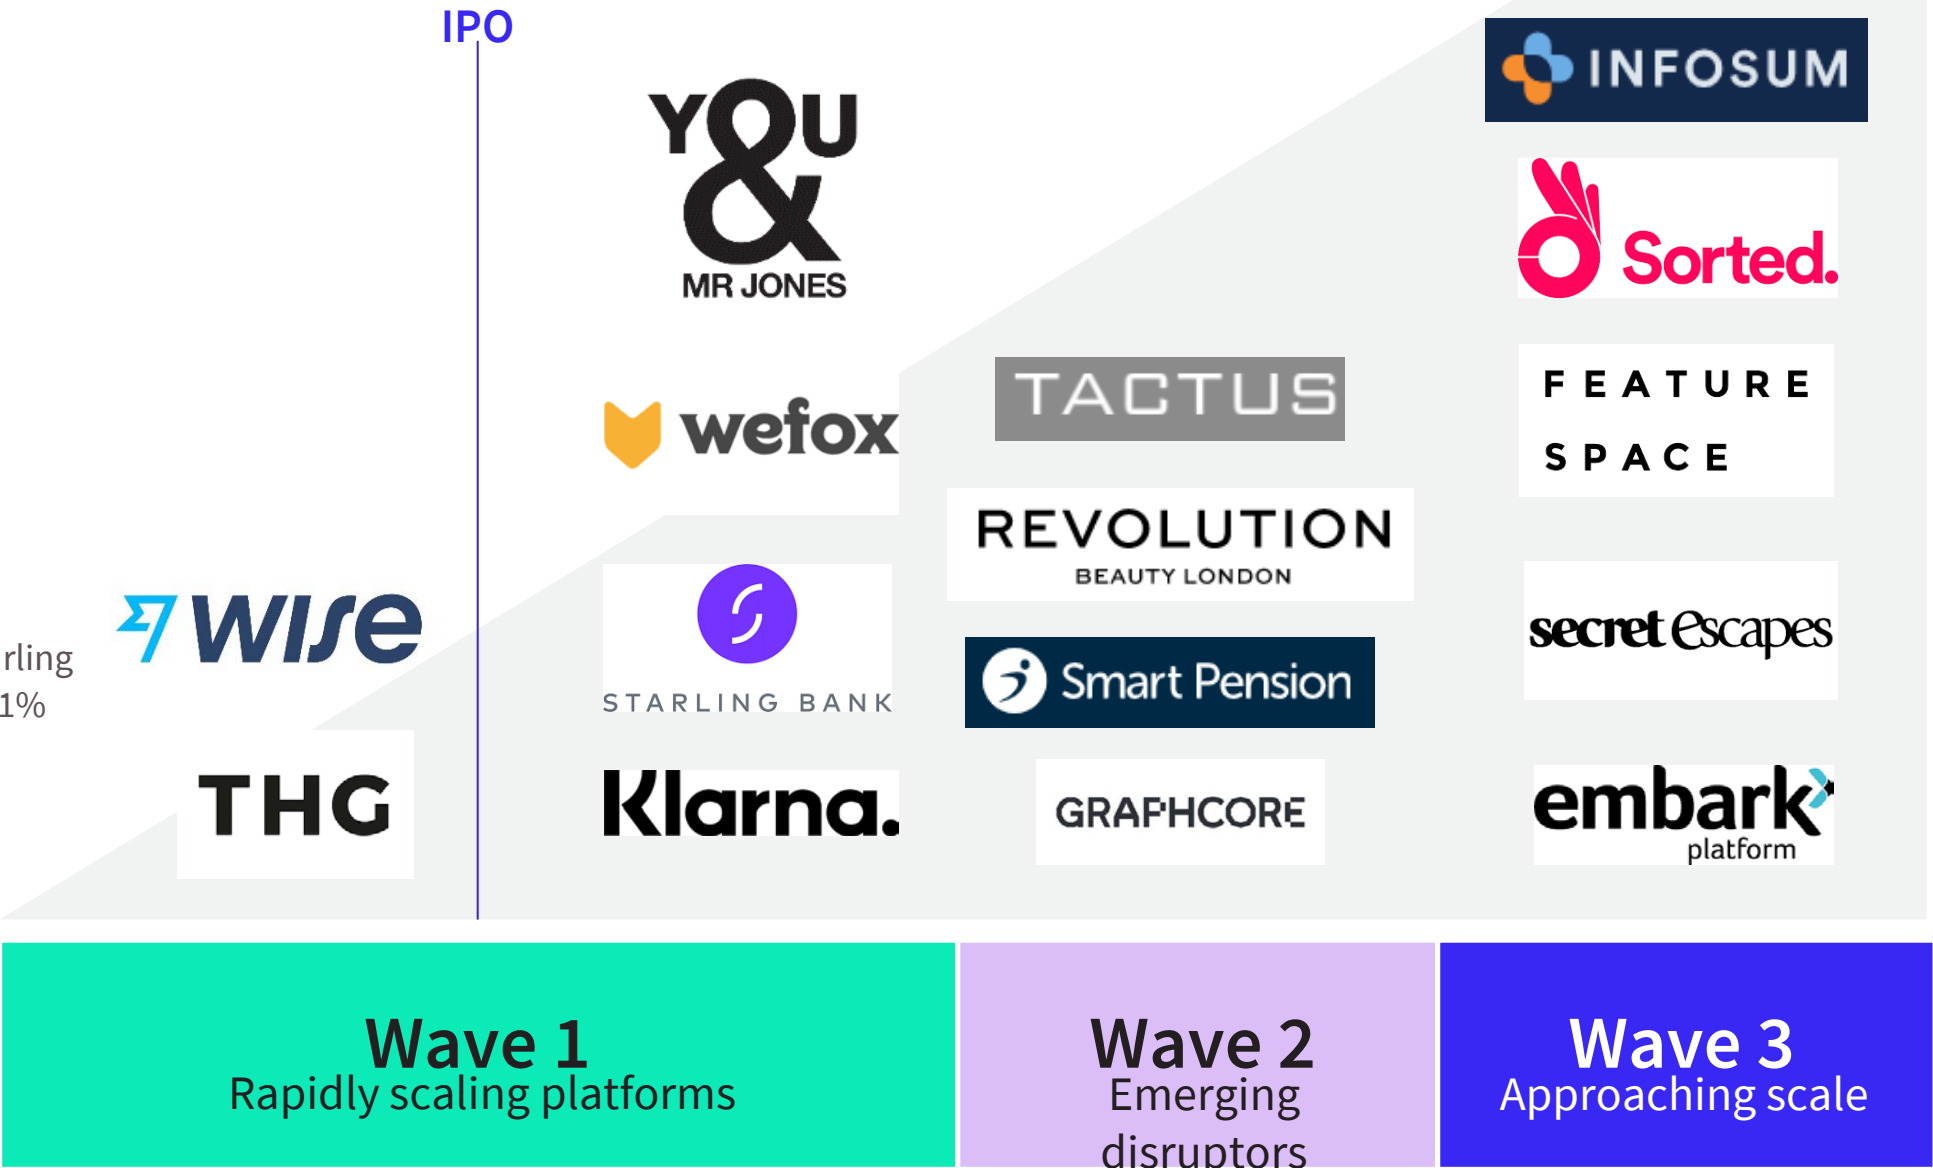 IPO
YOU
&
MR JONES
wefox
STARLING BANK
Klarna.
rling
1%
WISE
THG
TACTUS
REVOLUTION
BEAUTY LONDON
Smart Pension
GRAPHCORE
INFOSUM
Sorted.
FEATURE
SPACE
secret escapes
embark
platform
Wave 1
Rapidly scaling platforms
Wave 2
Emerging
disruptors
Wave 3
Approaching scale